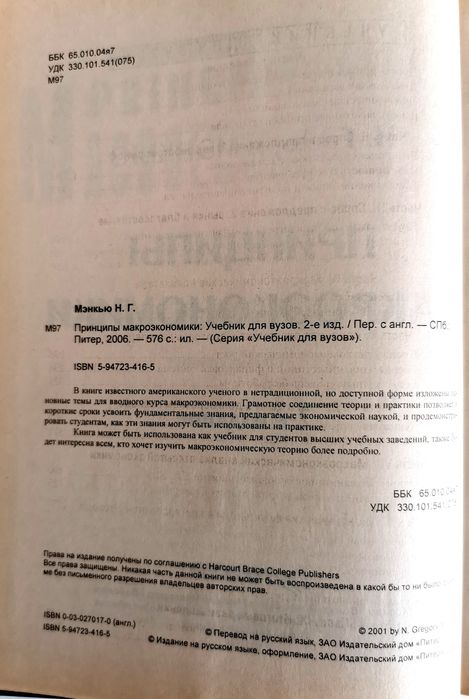 ББК 65.010.04я7
УДК 330.101.541(075)
М97
Мэнкью Н. Г.
М97 Принципы макроэкономики: Учебник для вузов. 2-е изд. / Пер. с англ. — СПб.:
Питер, 2006. — 576 с.: ил. — (Серия «Учебник для вузов»).
ISBN 5-94723-416-5
В книге известного американского ученого в нетрадиционной, но доступной форме изложены
новные темы для вводного курса макроэкономики. Грамотное соединение теории и практики позволяет
короткие сроки усвоить фундаментальные знания, предлагаемые экономической наукой, и продемонстри-
ровать студентам, как эти знания могут быть использованы на практике.
Книга может быть использована как учебник для студентов высших учебных заведений, также
дет интересна всем, кто хочет изучить макроэкономическую теорию более подробно.
ББК 65.010.04
УДК 330.101.541(075
Права на издание получены по соглашению с Harcourt Brace College Publishers
Все права защищены. Никакая часть данной книги не может быть воспроизведена в какой бы то ни было
ме без письменного разрешения владельцев авторских прав.
ISBN 0-03-027017-0 (англ.)
ISBN 5-94723-416-5
© 2001 by N. Gregory
© Перевод на русский язык, ЗАО Издательский дом «Питер
© Издание на русском языке, оформление, ЗАО Издательский дом «Питер